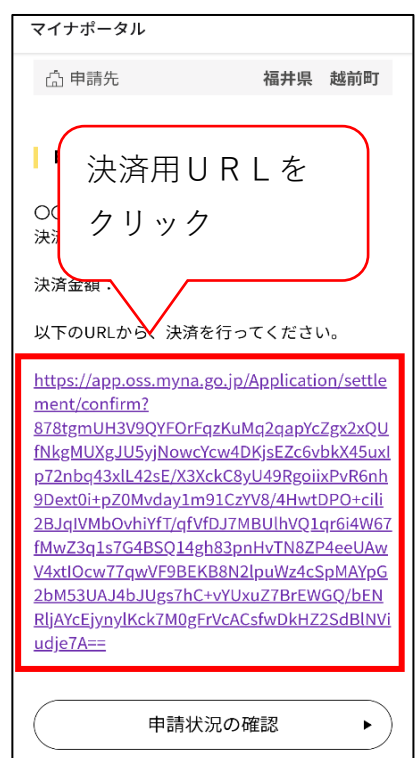 マイナポータル
申請先 福井県 越前町
決済用URLを
クリック
決済金額:
以下のURLから、決済を行ってください。
https://app.oss.myna.go.jp/Application/settle
ment/confirm?
878tgmUH3V9QYFOrFqzKuMq2qapYcZgx2xQU
fNkgMUXgJU5yjNowcYcw4DKjsEZc6vbkX45uxI
p72nbq43xlL42sE/X3XckC8yU49RgoiixPvR6nh
9Dext0i+pZ0Mvday1m91CzYV8/4HwtDPO+cili
2BJqIVMbOvhiYfT/qfVfDJ7MBUlhVQ1qr6i4W67
fMwZ3q1s7G4BSQ14gh83pnHvTN8ZP4eeUAw
V4xtIOcw77qwVF9BEKB8N2lpuWz4cSpMAYpG
2bM53UAJ4bJUgs7hC+vYUxuZ7BrEWGQ/bEN
RljAYcEjynylKck7M0gFrVcACsfwDkHZ2SdBlNVi
udje7A==
申請状況の確認